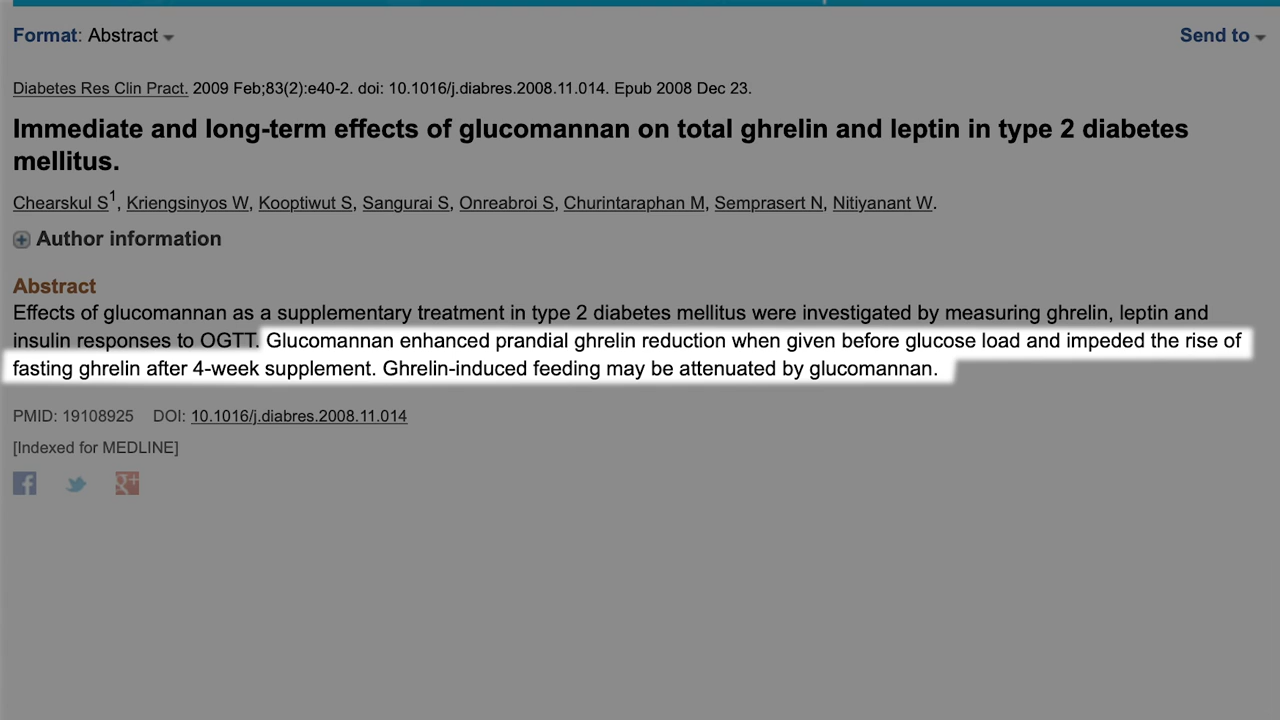 Format: Abstract
Send to
Diabetes Res Clin Pract. 2009 Feb;83(2):e40-2. doi: 10.1016/j.diabres.2008.11.014. Epub 2008 Dec 23.
Immediate and long-term effects of glucomannan on total ghrelin and leptin in type 2 diabetes
mellitus.
Chearskul S1, Kriengsinyos W, Kooptiwut S, Sangurai S, Onreabroi S, Churintaraphan M, Semprasert N, Nitiyanant W.
Author information
Abstract
Effects of glucomannan as a supplementary treatment in type 2 diabetes mellitus were investigated by measuring ghrelin, leptin and
insulin responses to OGTT. Glucomannan enhanced prandial ghrelin reduction when given before glucose load and impeded the rise of
fasting ghrelin after 4-week supplement. Ghrelin-induced feeding may be attenuated by glucomannan.
PMID: 19108925 DOI: 10.1016/j.diabres.2008.11.014
[Indexed for MEDLINE]
f
g+